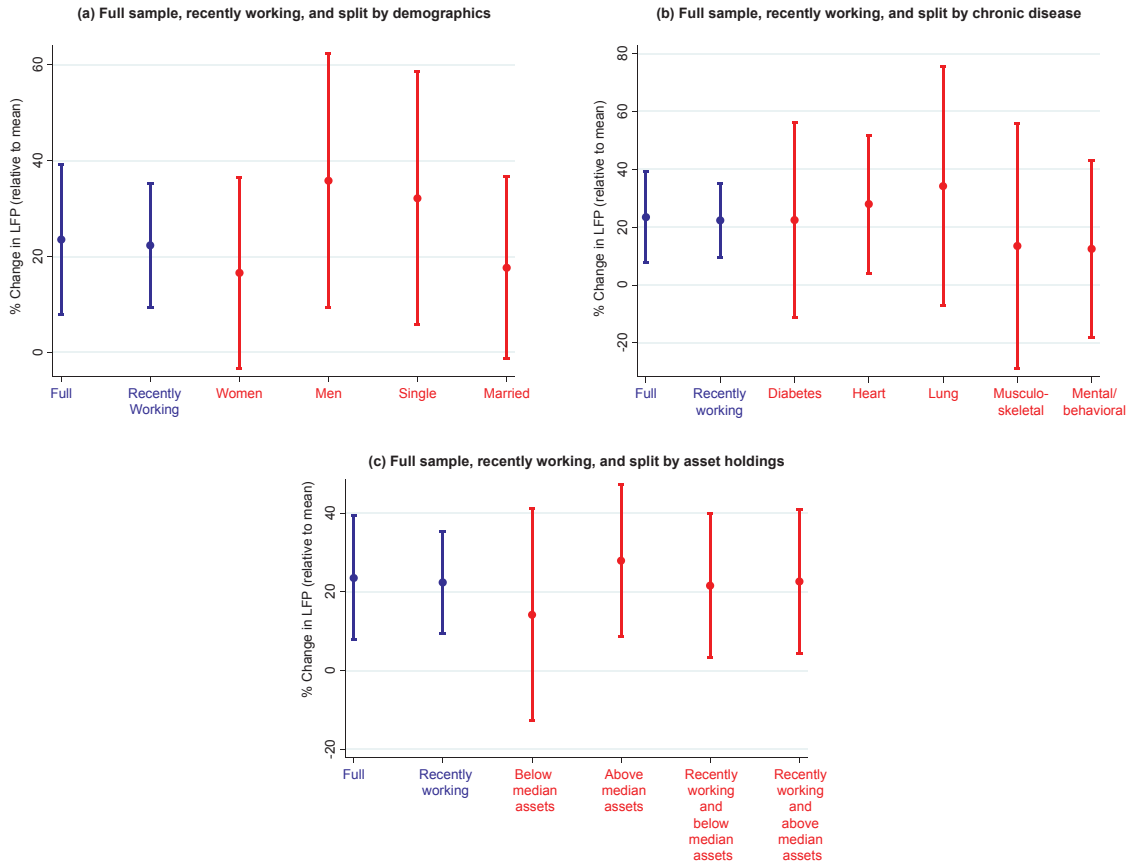 (a) Full sample, recently working, and split by demographics
% Change in LFP (relative to mean)
60
40
20
0
Full
Recently
Working
Women
Men
Single
Married
(b) Full sample, recently working, and split by chronic disease
% Change in LFP (relative to mean)
80
60
40
20
0
-20
Full
Recently
working
Diabetes
Heart
Lung
Musculo-
skeletal
Mental/
behavioral
(c) Full sample, recently working, and split by asset holdings
% Change in LFP (relative to mean)
40
20
0
-20
Full
Recently
working
Below
median
assets
Above
median
assets
Recently
working
and
below
median
assets
Recently
working
and
above
median
assets